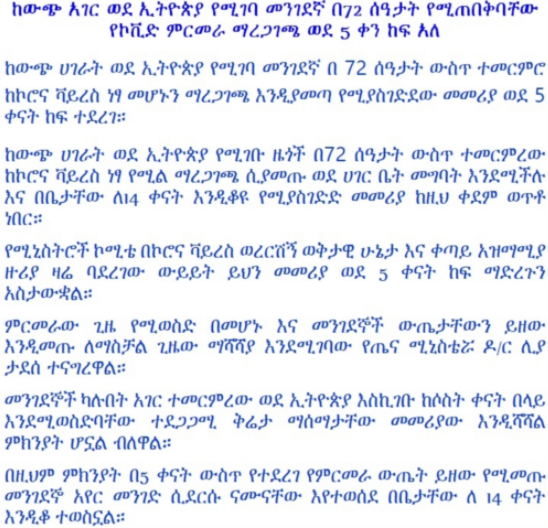 ከውጭ አገር ወደ ኢትዮጵያ የሚገባ መንገደኛ በ72 ሰዓታት የሚጠበቅባቸው
የኮቪድ ምርመራ ማረጋገጫ ወደ 5 ቀን ከፍ አለ
ከውጭ ሀገራት ወደ ኢትዮጵያ የሚገባ መንገደኛ በ 72 ሰዓታት ውስጥ ተመርምሮ
ከኮሮና ቫይረስ ነፃ መሆኑን ማረጋገጫ እንዲያመጣ የሚያስገድደው መመሪያ ወደ 5
ቀናት ከፍ ተደረገ።
ከውጭ ሀገራት ወደ ኢትዮጵያ የሚገቡ ዜጎች በ72 ሰዓታት ውስጥ ተመርምረው
ከኮሮና ቫይረስ ነፃ የሚል ማረጋገጫ ሲያመጡ ወደ ሀገር ቤት መግባት እንደሚችሉ
እና በቤታቸው ለ14 ቀናት እንዲቆዩ የሚያስገድድ መመሪያ ከዚህ ቀደም ወጥቶ
ነበር።
የሚኒስትሮች ኮሚቴ በኮሮና ቫይረስ ወረርሽኝ ወቅታዊ ሁኔታ እና ቀጣይ አዝማሚያ
ዙሪያ ዛሬ ባደረገው ውይይት ይህን መመሪያ ወደ 5 ቀናት ከፍ ማድረጉን
አስታውቋል።
ምርመራው ጊዜ የሚወስድ በመሆኑ እና መንገደኞች ውጤታቸውን ይዘው
እንዲመጡ ለማስቻል ጊዜው ማሻሻያ እንደሚገባው የጤና ሚኒስቴሯ ዶ/ር ሊያ
ታደሰ ተናግረዋል።
መንገደኞች ካሉበት አገር ተመርምረው ወደ ኢትዮጵያ እስኪገቡ ከሶስት ቀናት በላይ
እንደሚወስድባቸው ተደጋጋሚ ቅሬታ ማሰማታቸው መመሪያው እንዲሻሻል
ምክንያት ሆኗል ብለዋል።
በዚህም ምክንያት በ5 ቀናት ውስጥ የተደረገ የምርመራ ውጤት ይዘው የሚመጡ
መንገደኛ አየር መንገድ ሲደርሱ ናሙናቸው እየተወሰደ በቤታቸው ለ 14 ቀናት
እንዲቆ ተወስኗል።